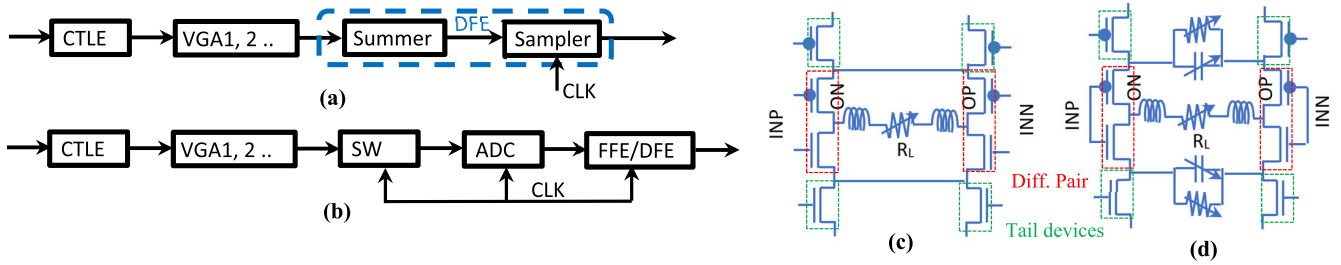 CTLE
VGA1, 2 ..
DFE
Summer
Sampler
CLK
(a)
CTLE
VGA1, 2 ..
SW
ADC
FFE/DFE
CLK
(b)
INP
ON
OP
INN
RL
Diff. Pair
Tail devices
(c)
INP
ON
OP
INN
RL
(d)